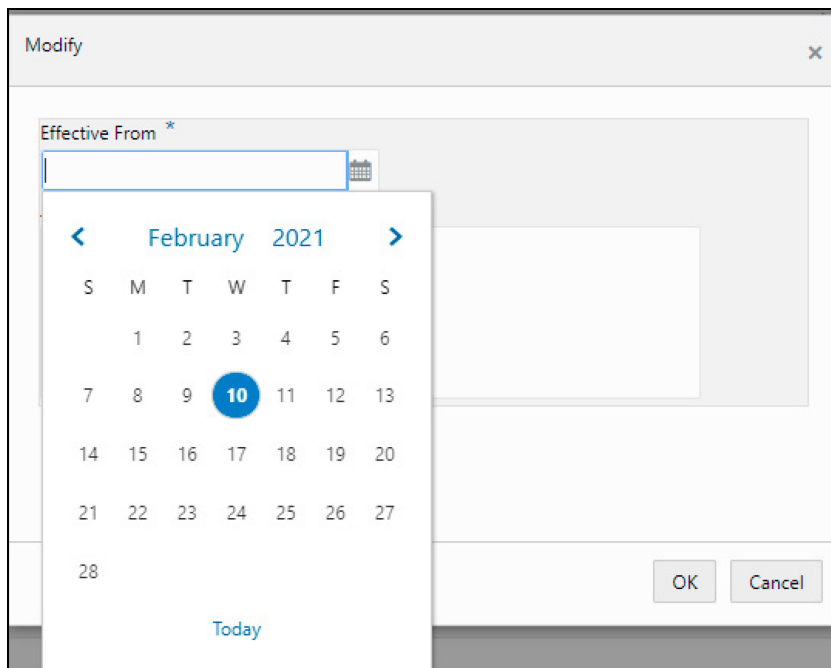 Modify
×
Effective From *
February 2021
S M T W T F S
1 2 3 4 5 6
7 8 9 10 11 12 13
14 15 16 17 18 19 20
21 22 23 24 25 26 27
28
OK Cancel
Today